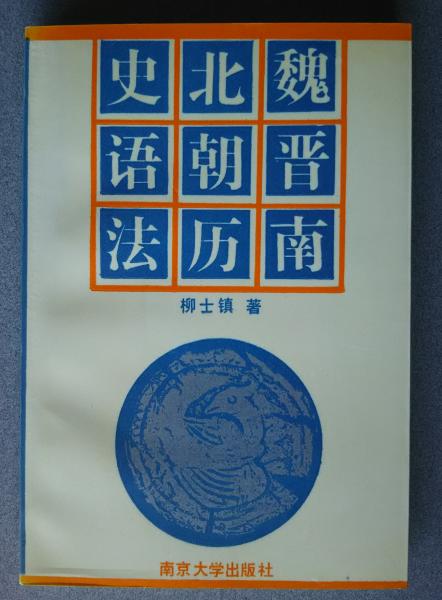 魏晋南
北朝历
史语法
柳士镇 著
南京大学出版社